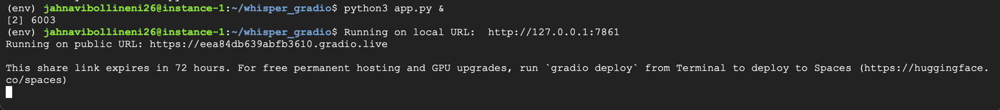 (env) jahnavibollineni26@instance-1:~/whisper_gradio$ python3 app.py &
[2] 6003
(env) jahnavibollineni26@instance-1:~/whisper_gradio$ Running on local URL:  http://127.0.0.1:7861
Running on public URL: https://eea84db639abfb3610.gradio.live
This share link expires in 72 hours. For free permanent hosting and GPU upgrades, run `gradio deploy` from Terminal to deploy to Spaces (https://huggingface.
co/spaces)